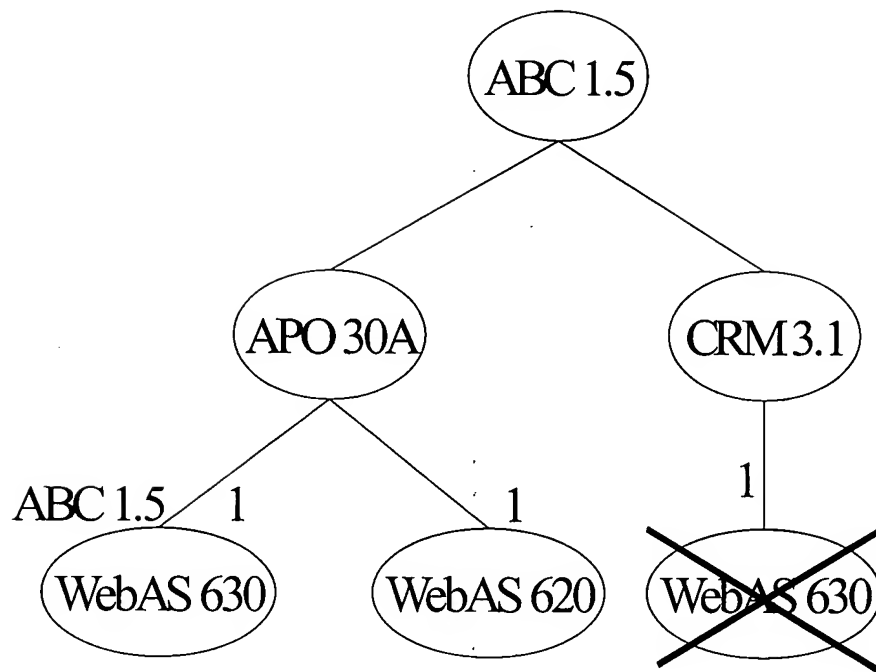 ABC 1.5
APO 30A
CRM 3.1
ABC 1.5
1
1
1
WebAS 630
WebAS 620
WebAS 630